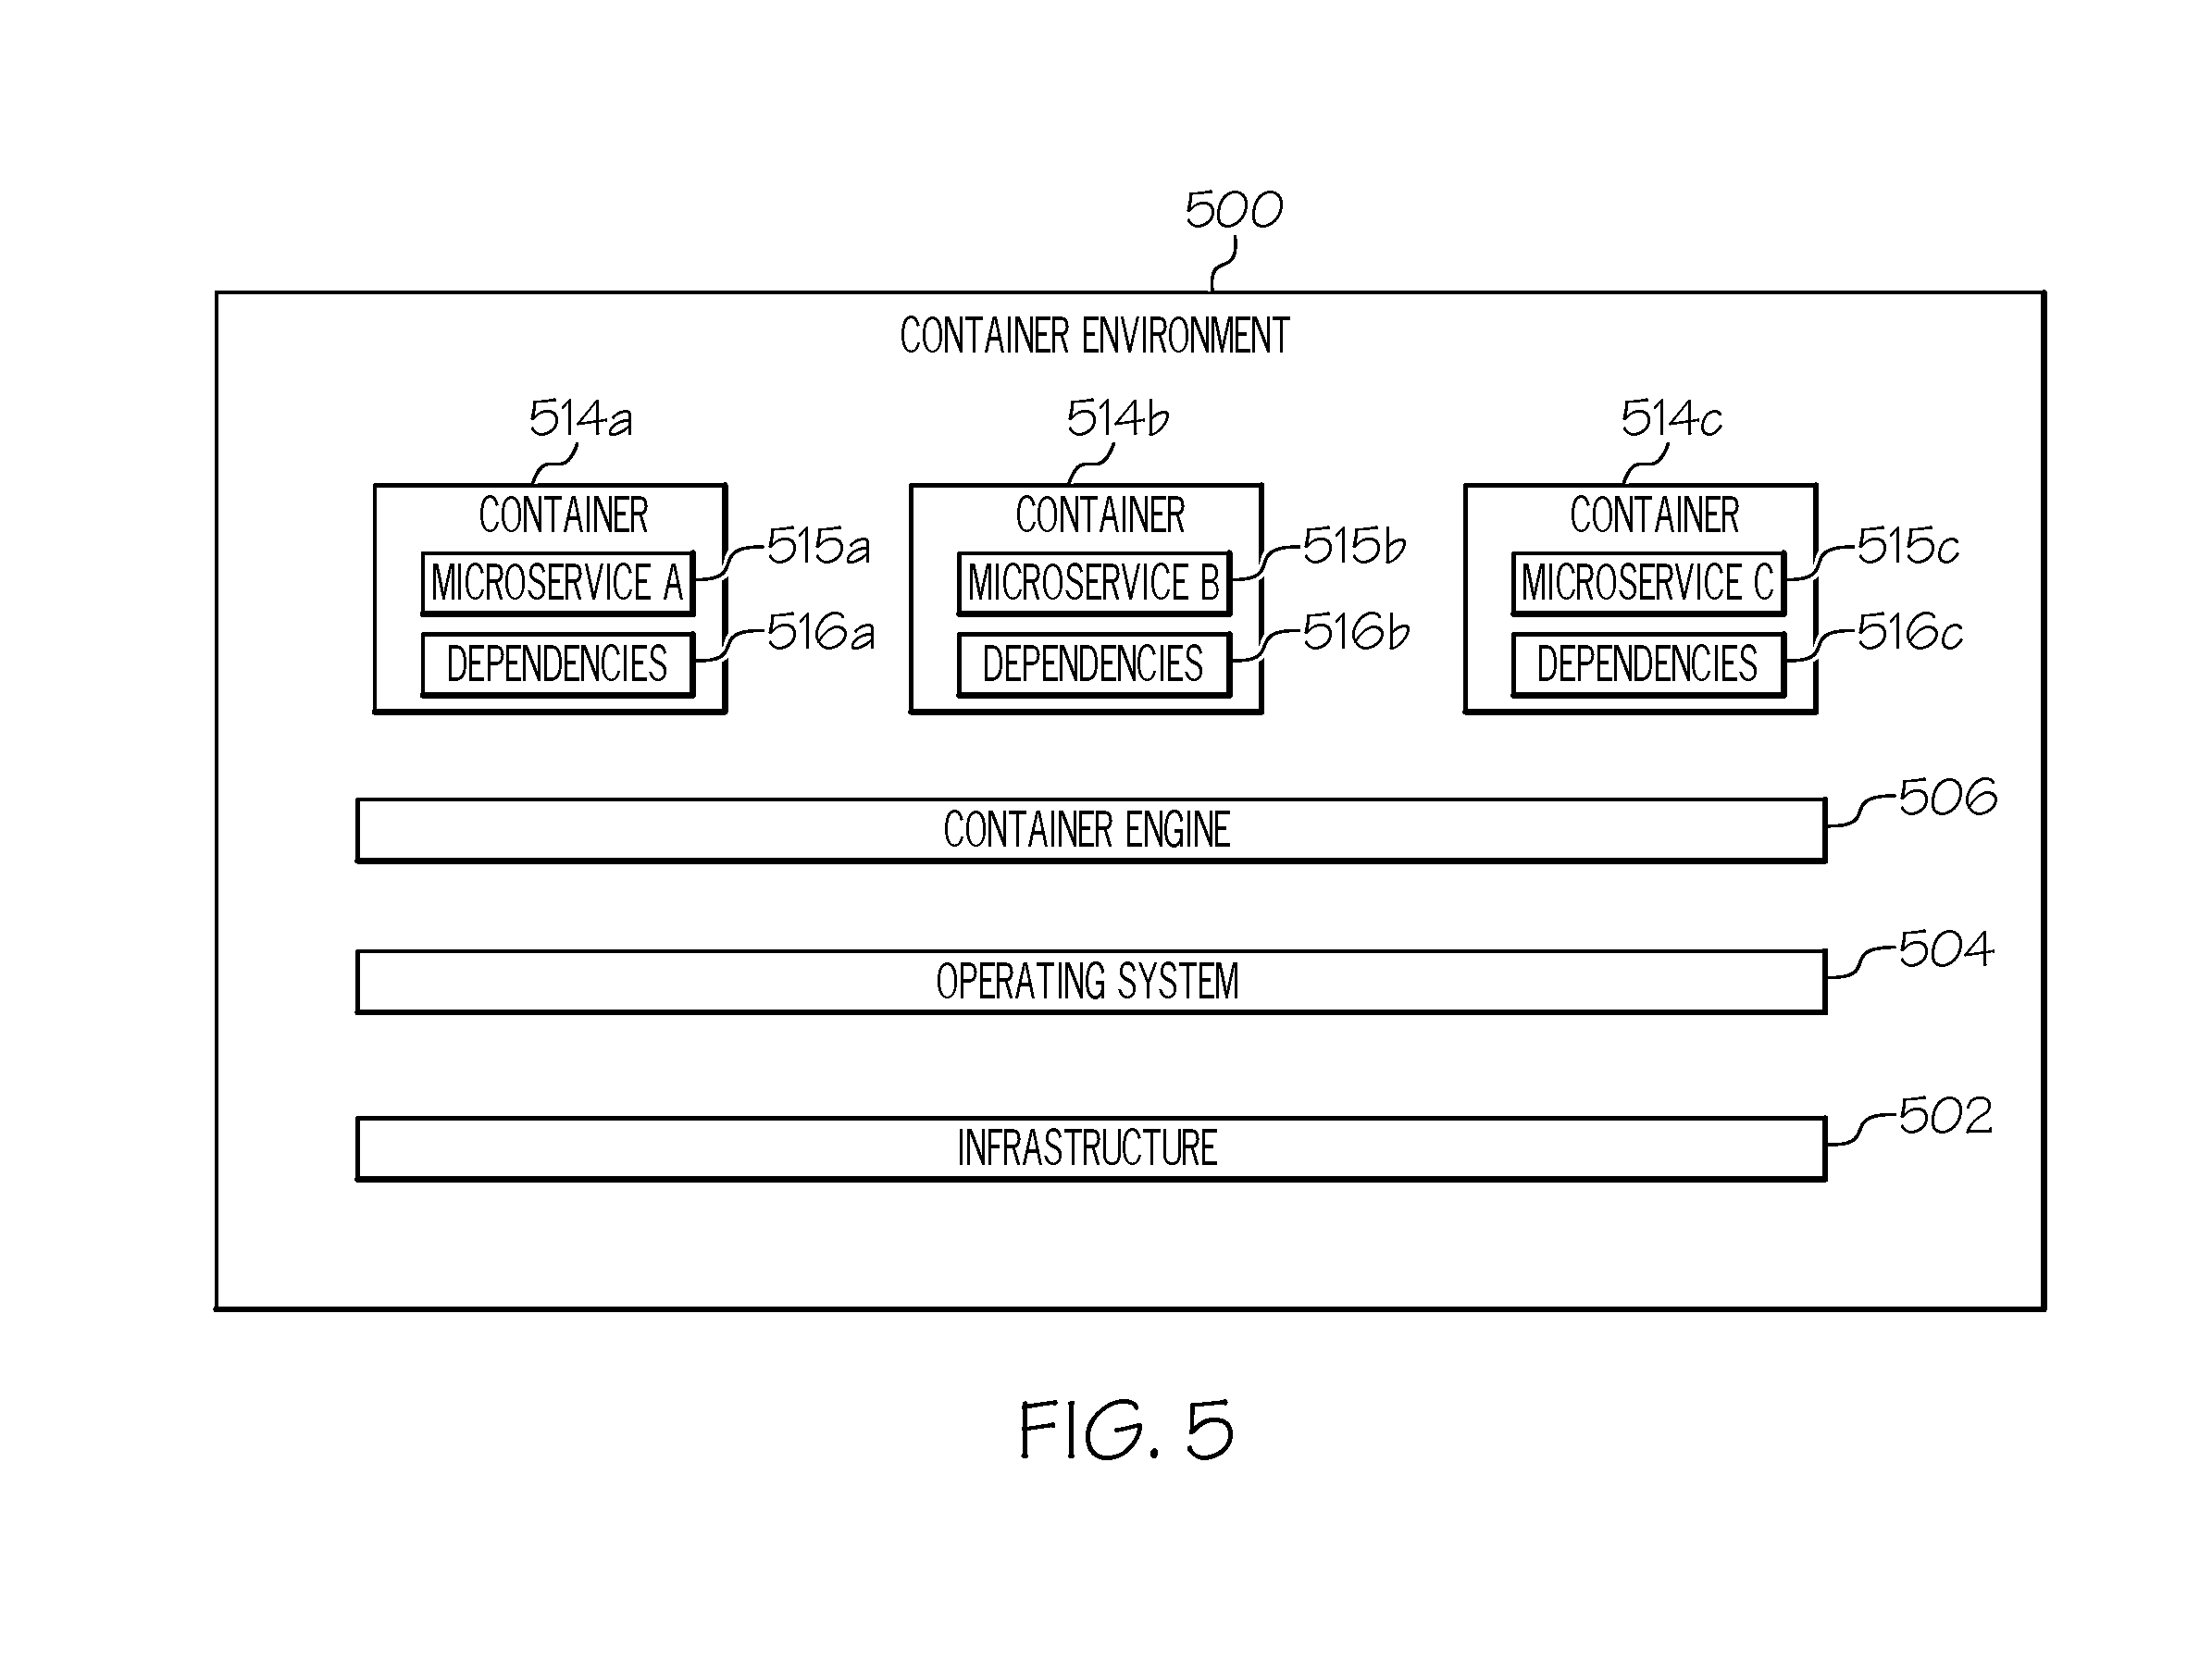 500
CONTAINER ENVIRONMENT
514a 514b 514c
CONTAINER CONTAINER CONTAINER
515a 515b 515c
MICROSERVICE A MICROSERVICE B MICROSERVICE C
516a 516b 516c
DEPENDENCIES DEPENDENCIES DEPENDENCIES
506
CONTAINER ENGINE
504
OPERATING SYSTEM
502
INFRASTRUCTURE
FIG. 5